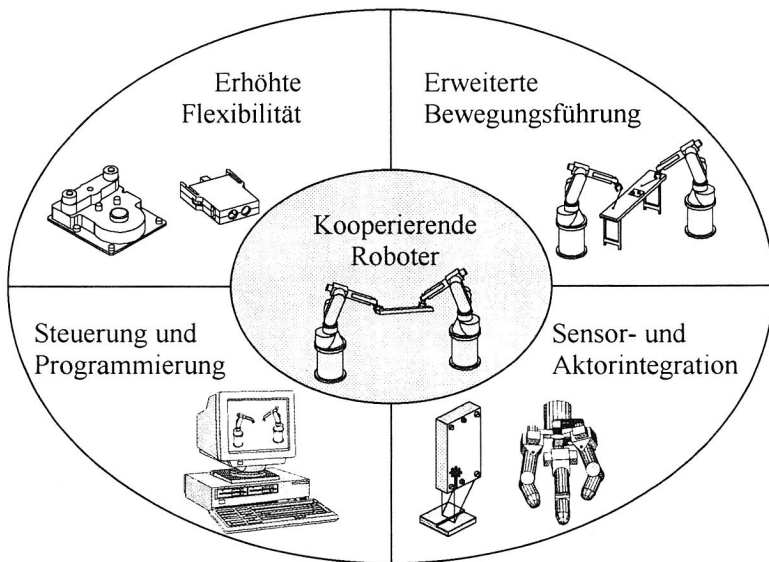 Erhöhte
Flexibilität
Erweiterte
Bewegungsführung
Kooperierende
Roboter
Steuerung und
Programmierung
Sensor- und
Aktorintegration